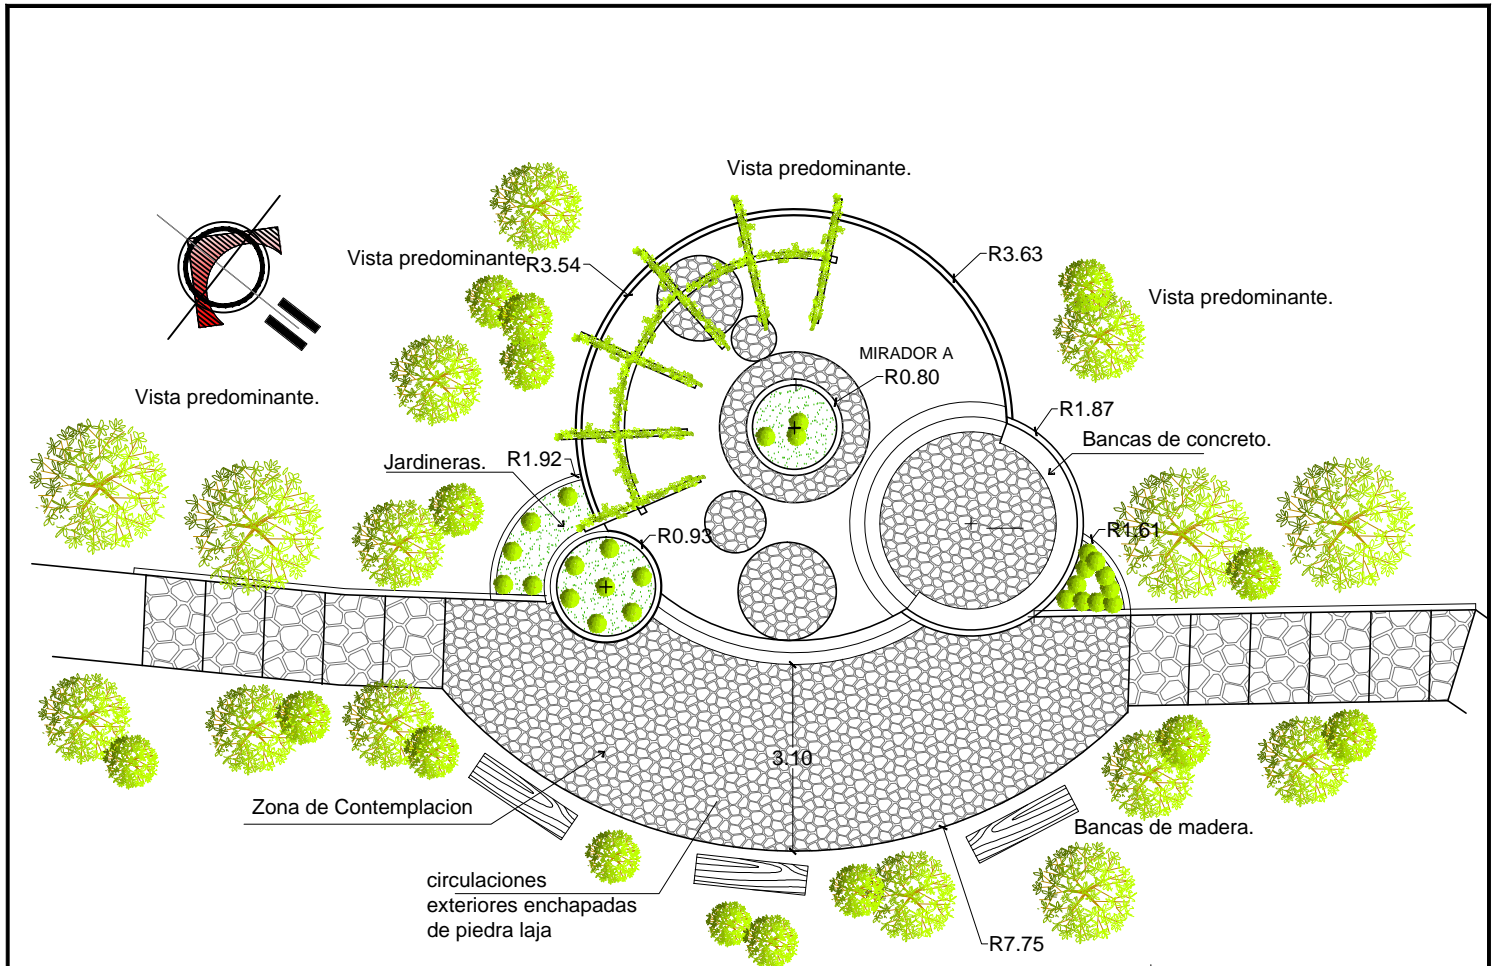 Vista predominante.
Vista predominante.
R3.54
R3.63
Vista predominante.
MIRADOR A
R0.80
Vista predominante.
R1.87
Bancas de concreto.
Jardineras.
R1.92
R0.93
R1.61
3.10
Zona de Contemplacion
Bancas de madera.
circulaciones
exteriores enchapadas
de piedra laja
R7.75